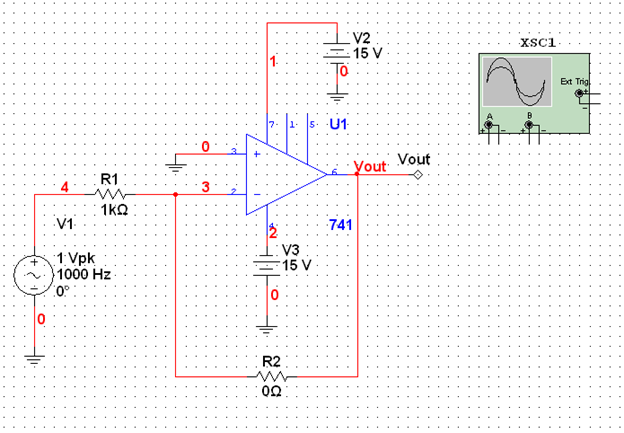 XSC1
V2
15 V
1
0
Ext Trig
+
-
A
B
+ - + -
7 1 5
U1
0
3
+
6
Vout
Vout
4
R1
1kΩ
3
2
-
741
4
2
V1
V3
15 V
+
1 Vpk
1000 Hz
0°
-
0
0
R2
0Ω